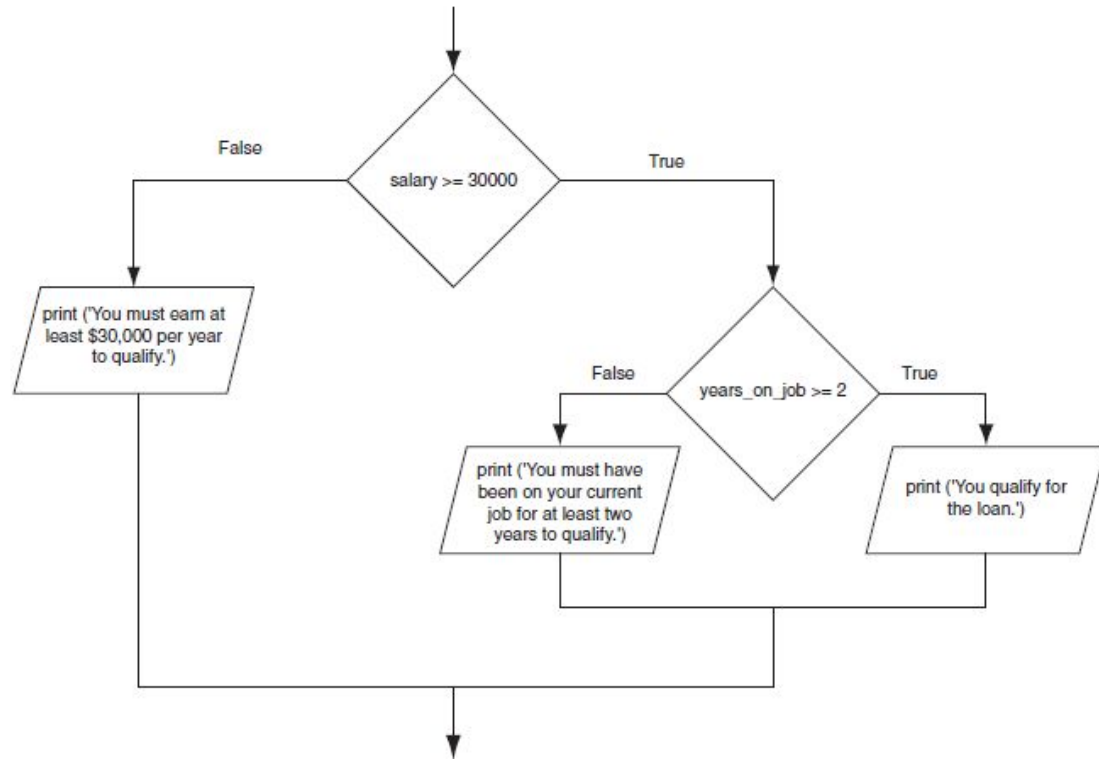 False
salary >= 30000
True
print ('You must earn at
least $30,000 per year
to qualify.')
False
years_on_job >= 2
True
print ('You must have
been on your current
job for at least two
years to qualify.')
print ('You qualify for
the loan.')